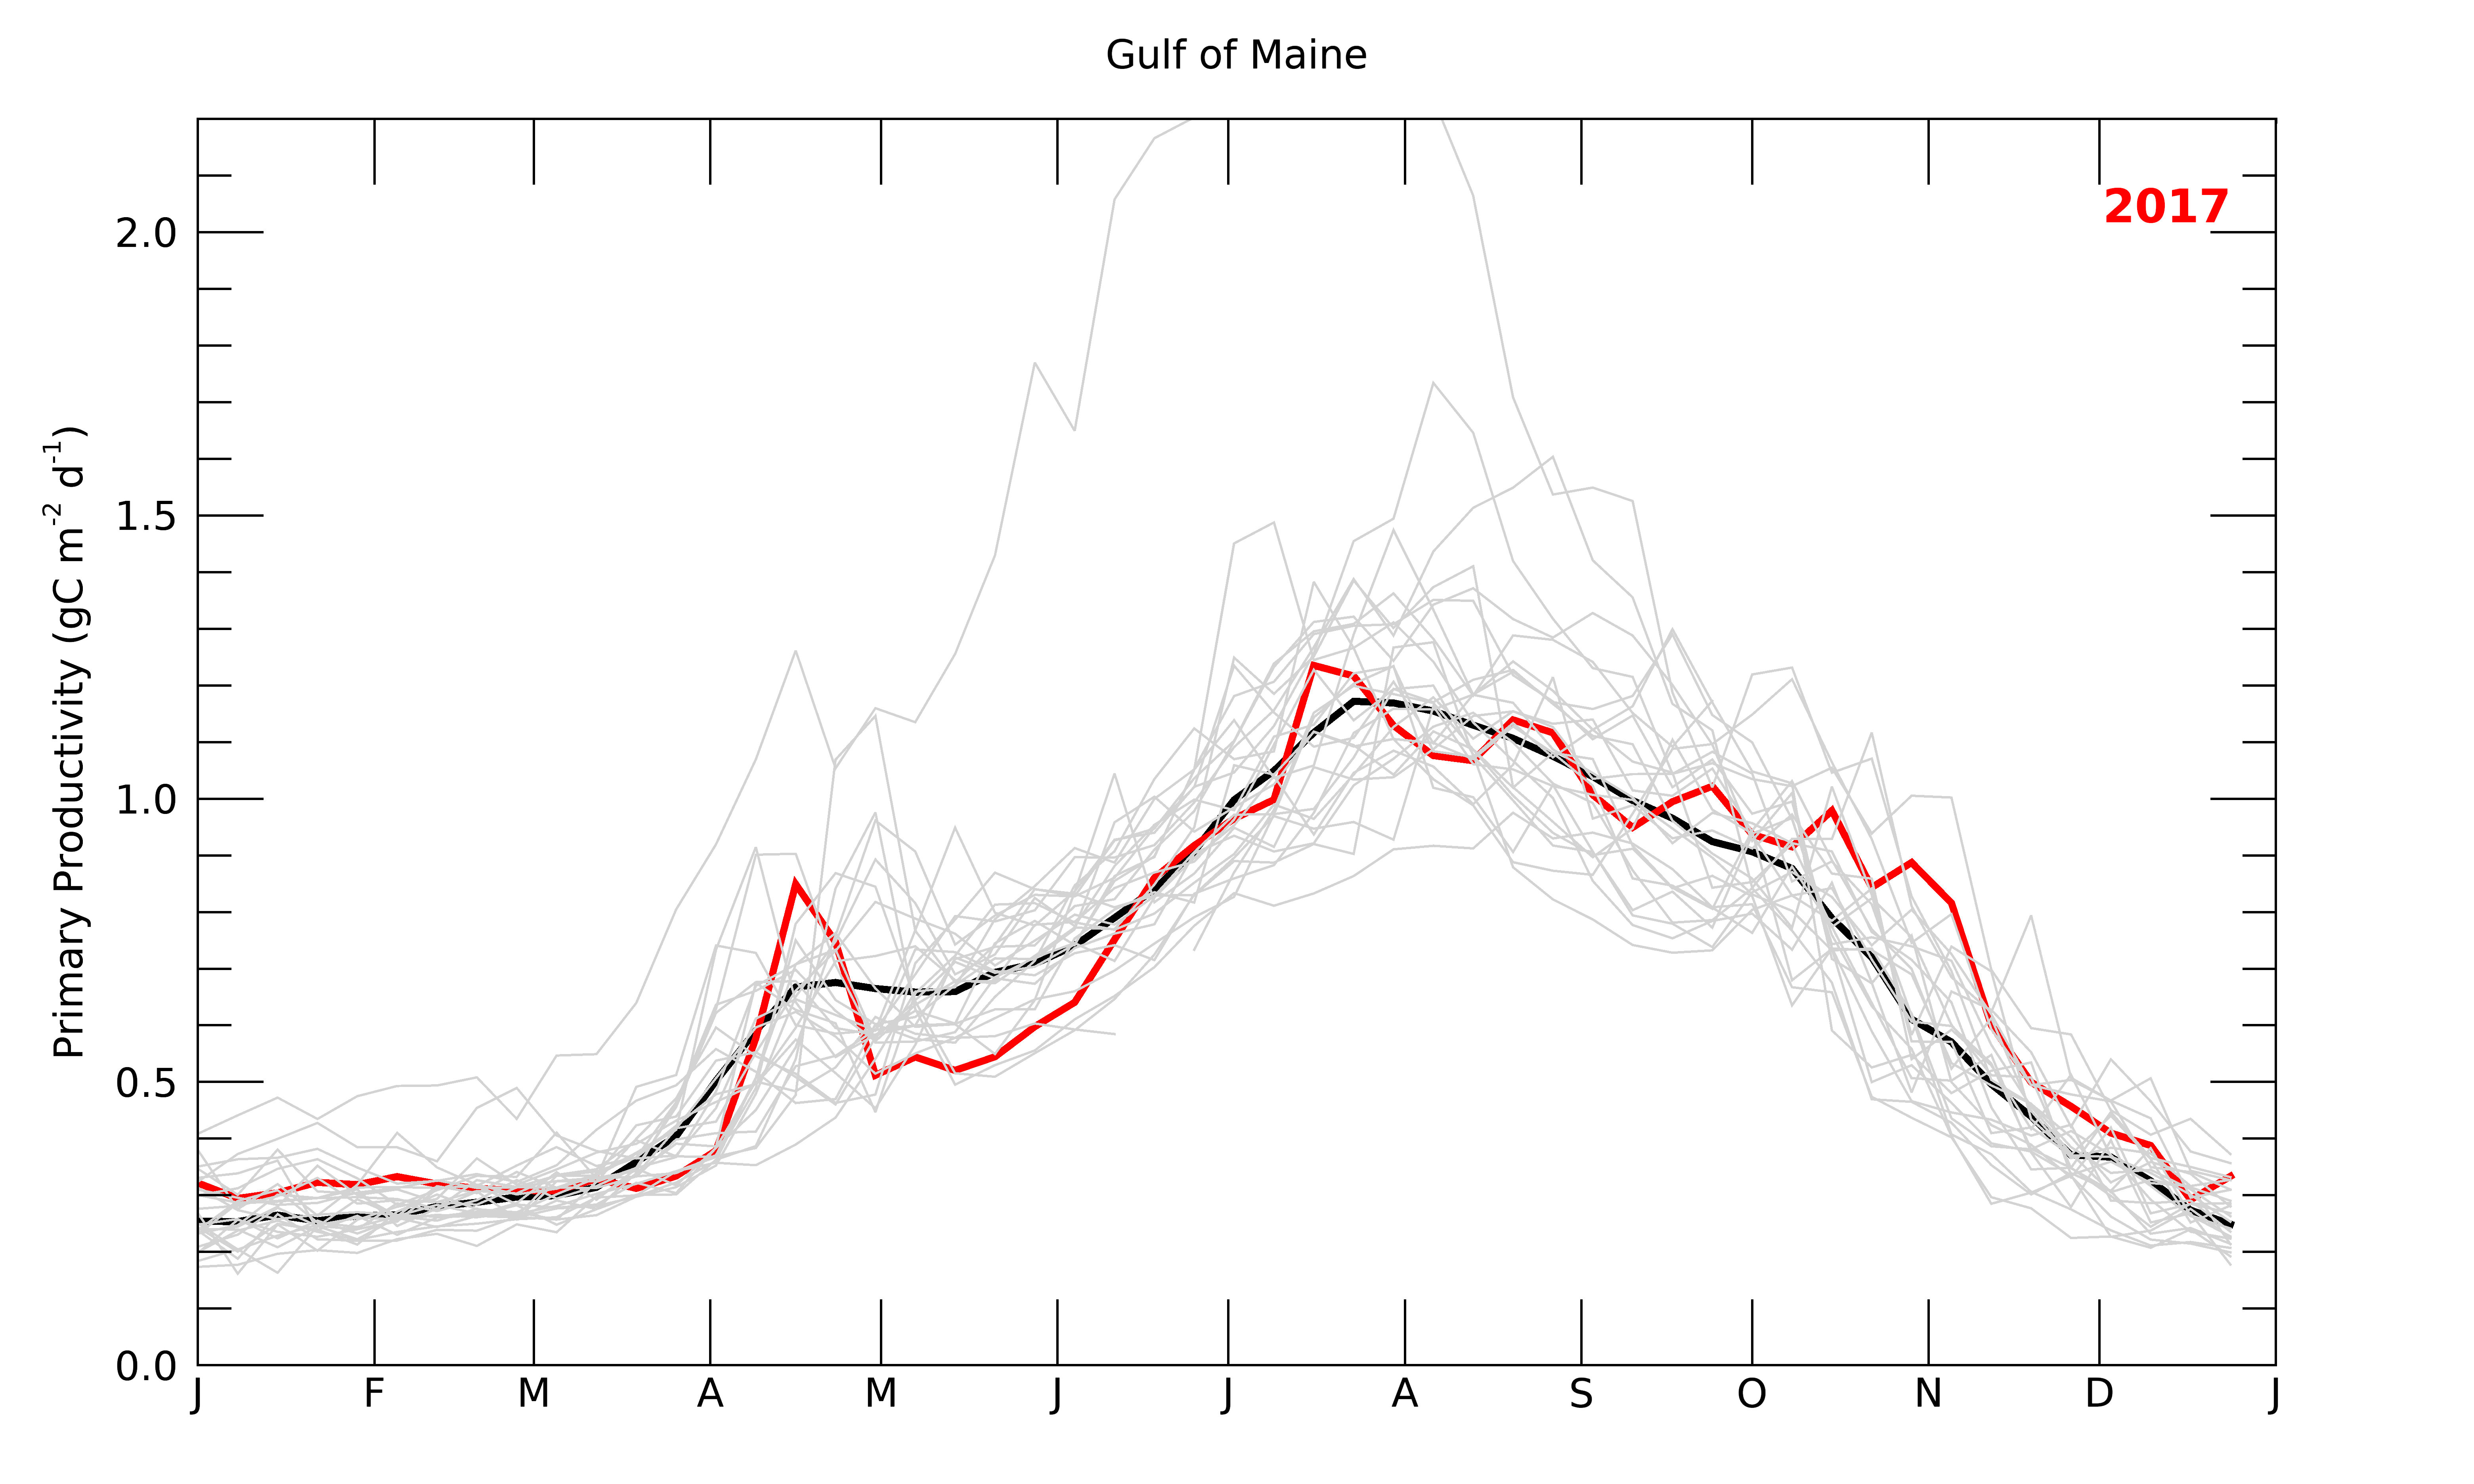 Gulf of Maine
2017
2.0
1.5
1.0
0.5
0.0
Primary Productivity (gC m-2 d-1)
J F M A M J J A S O N D J